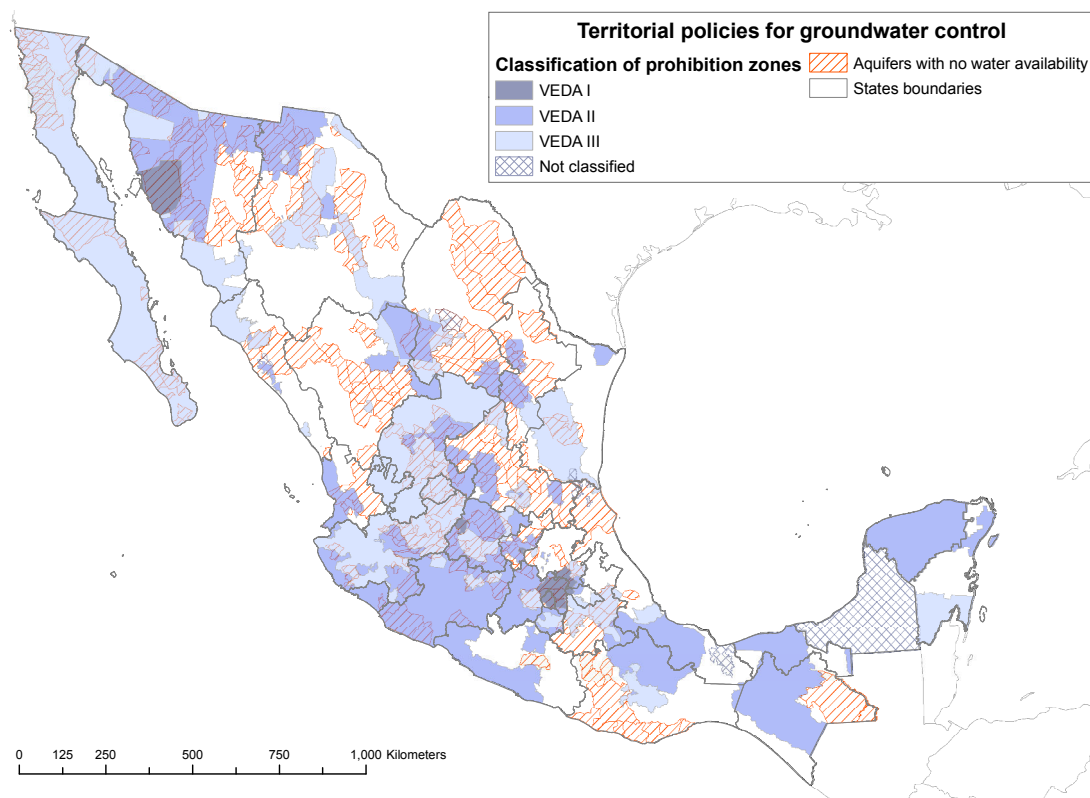 Territorial policies for groundwater control
Classification of prohibition zones
VEDA I
VEDA II
VEDA III
Not classified
Aquifers with no water availability
States boundaries
0 125 250 500 750 1,000 Kilometers